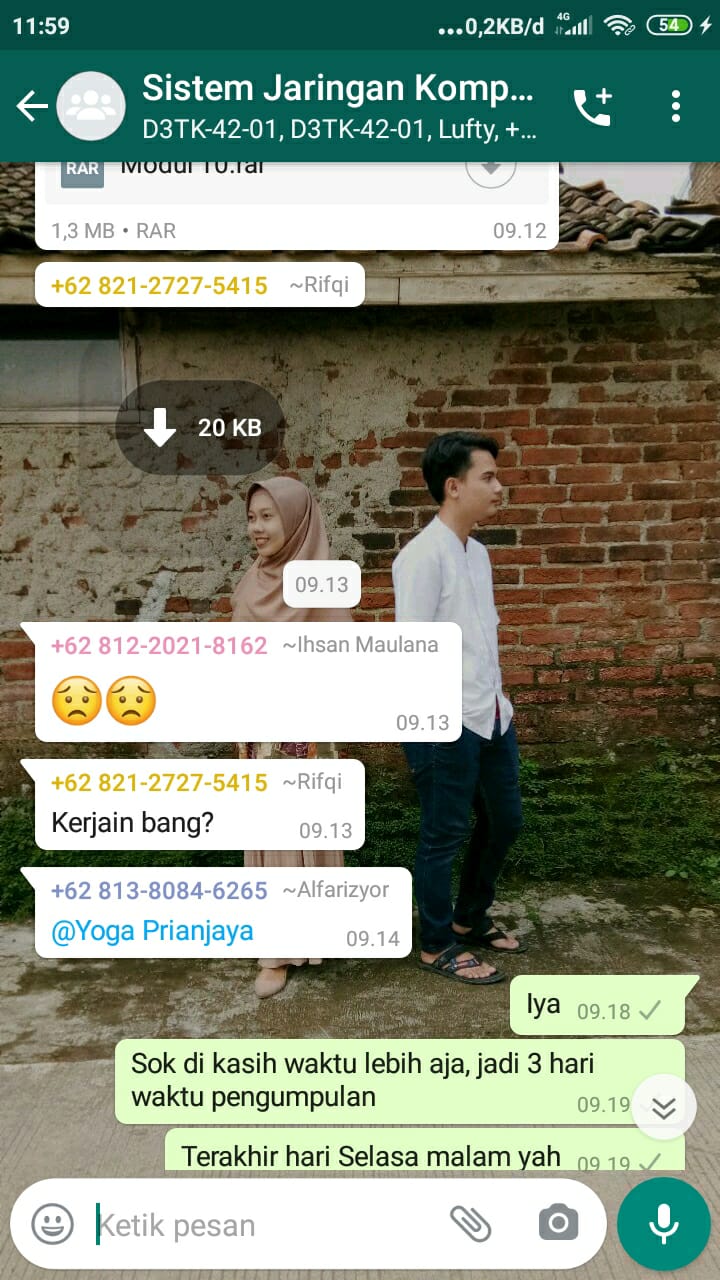 11:59
...0,2KB/d 4G 54
Sistem Jaringan Komp...
D3TK-42-01, D3TK-42-01, Lufty, +...
RAR Modul 10.rar
1,3 MB • RAR 09.12
+62 821-2727-5415 ~Rifqi
20 KB
09.13
+62 812-2021-8162 ~Ihsan Maulana
😟😟
09.13
+62 821-2727-5415 ~Rifqi
Kerjain bang? 09.13
+62 813-8084-6265 ~Alfarizyor
@Yoga Prianjaya 09.14
Iya 09.18
Sok di kasih waktu lebih aja, jadi 3 hari
waktu pengumpulan 09.19
Terakhir hari Selasa malam yah 09.19
Ketik pesan